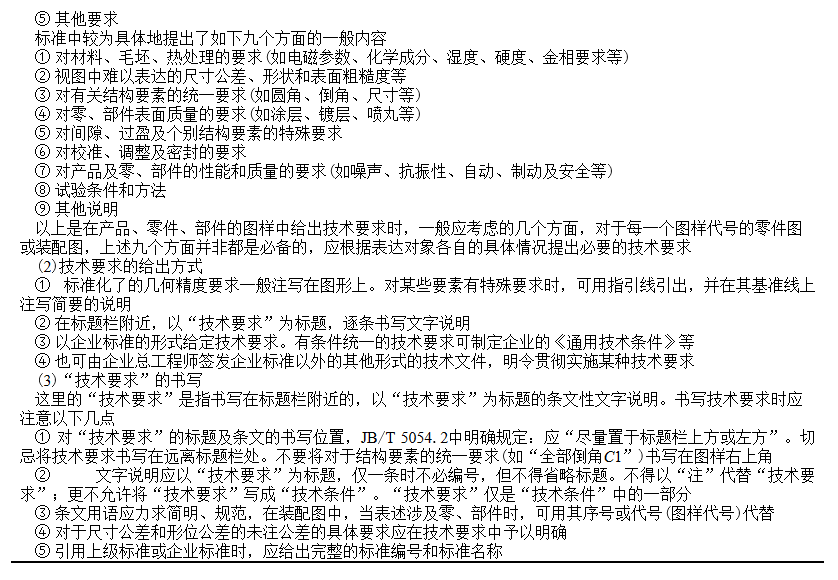 ⑤ 其他要求
标准中较为具体地提出了如下九个方面的一般内容
① 对材料、毛坯、热处理的要求(如电磁参数、化学成分、湿度、硬度、金相要求等)
② 视图中难以表达的尺寸公差、形状和表面粗糙度等
③ 对有关结构要素的统一要求(如圆角、倒角、尺寸等)
④ 对零、部件表面质量的要求(如涂层、镀层、喷丸等)
⑤ 对间隙、过盈及个别结构要素的特殊要求
⑥ 对校准、调整及密封的要求
⑦ 对产品及零、部件的性能和质量的要求(如噪声、抗振性、自动、制动及安全等)
⑧ 试验条件和方法
⑨ 其他说明
以上是在产品、零件、部件的图样中给出技术要求时，一般应考虑的几个方面，对于每一个图样代号的零件图
或装配图，上述九个方面并非都是必备的，应根据表达对象各自的具体情况提出必要的技术要求
(2)技术要求的给出方式
① 标准化了的几何精度要求一般注写在图形上。对某些要素有特殊要求时，可用指引线引出，并在其基准线上
注写简要的说明
② 在标题栏附近，以“技术要求”为标题，逐条书写文字说明
③ 以企业标准的形式给定技术要求。有条件统一的技术要求可制定企业的《通用技术条件》等
④ 也可由企业总工程师签发企业标准以外的其他形式的技术文件，明令贯彻实施某种技术要求
(3)“技术要求”的书写
这里的“技术要求”是指书写在标题栏附近的，以“技术要求”为标题的条文性文字说明。书写技术要求时应
注意以下几点
① 对“技术要求”的标题及条文的书写位置，JB/T 5054.2中明确规定：应“尽量置于标题栏上方或左方”。切
忌将技术要求书写在远离标题栏处。不要将对于结构要素的统一要求(如“全部倒角C1”)书写在图样右上角
② 文字说明应以“技术要求”为标题，仅一条时不必编号，但不得省略标题。不得以“注”代替“技术要
求”；更不允许将“技术要求”写成“技术条件”。“技术要求”仅是“技术条件”中的一部分
③ 条文用语应力求简明、规范，在装配图中，当表述涉及零、部件时，可用其序号或代号(图样代号)代替
④ 对于尺寸公差和形位公差的未注公差的具体要求应在技术要求中予以明确
⑤ 引用上级标准或企业标准时，应给出完整的标准编号和标准名称